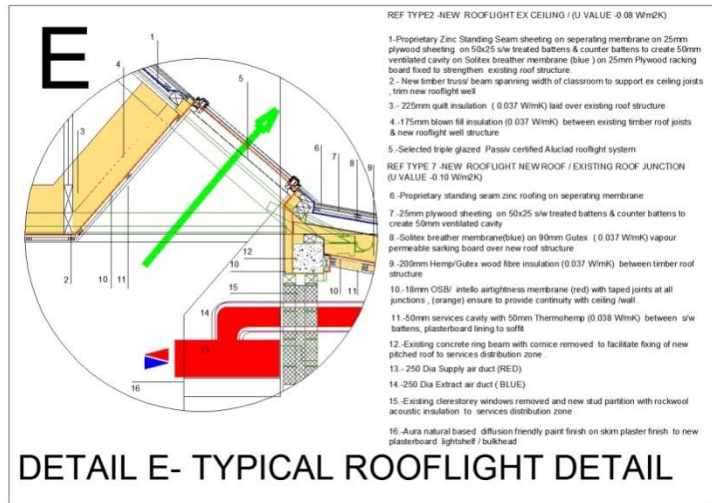 E
REF TYPE2 -NEW ROOFLIGHT EX CEILING / (U VALUE -0.08 W/m2K)
1-Proprietary Zinc Standing Seam sheeting on seperating membrane on 25mm
plywood sheeting on 50x25 s/w treated battens & counter battens to create 50mm
ventilated cavity on Solitex breather membrane (blue ) on 25mm Plywood racking
board fixed to strengthen existing roof structure.
2.- New timber truss/ beam spanning width of classroom to support ex ceiling joists
, trim new rooflight well
3.- 225mm quilt insulation ( 0.037 W/mK) laid over existing roof structure
4.-175mm blown fill insulation (0.037 W/mK) between existing timber roof joists
& new rooflight well structure
5.-Selected triple glazed Passiv certified Aluclad rooflight system
REF TYPE 7 -NEW ROOFLIGHT NEW ROOF / EXISTING ROOF JUNCTION
(U VALUE -0.10 W/m2K)
6.-Proprietary standing seam zinc roofing on seperating membrane
7.-25mm plywood sheeting on 50x25 s/w treated battens & counter battens to
create 50mm ventilated cavity
8.-Solitex breather membrane(blue) on 90mm Gutex ( 0.037 W/mK) vapour
permeable sarking board over new roof structure
9.-200mm Hemp/Gutex wood fibre insulation (0.037 W/mK) between timber roof
structure
10.-18mm OSB/ intello airtightness membrane (red) with taped joints at all
junctions , (orange) ensure to provide continuity with ceiling /wall .
11.-50mm services cavity with 50mm Thermohemp (0.038 W/mK) between s/w
battens, plasterboard lining to soffit
12.-Existing concrete ring beam with cornice removed to facilitate fixing of new
pitched roof to services distribution zone .
13.- 250 Dia Supply air duct (RED)
14.-250 Dia Extract air duct ( BLUE)
15.-Existing clerestorey windows removed and new stud partition with rockwool
acoustic insulation to services distribution zone
16.-Aura natural based diffusion friendly paint finish on skim plaster finish to new
plasterboard lightshelf / bulkhead
1
4
5
3
6
7
8
9
12
10
2
10
11
15
10
11
14
13
16
DETAIL E- TYPICAL ROOFLIGHT DETAIL